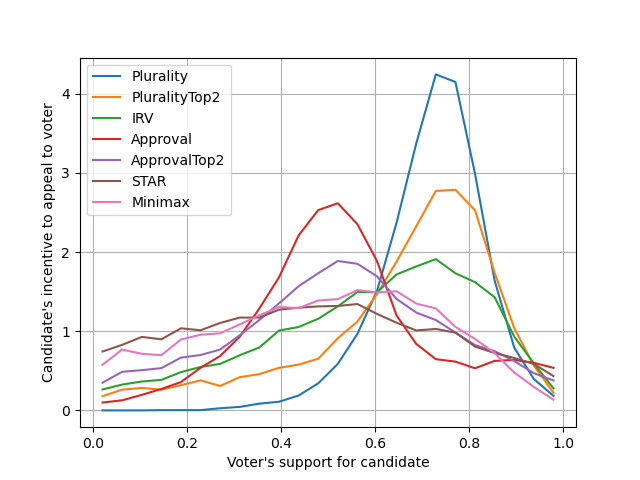 Plurality
PluralityTop2
IRV
Approval
ApprovalTop2
STAR
Minimax
Candidate's incentive to appeal to voter
4
3
2
1
0
0.0 0.2 0.4 0.6 0.8 1.0
Voter's support for candidate